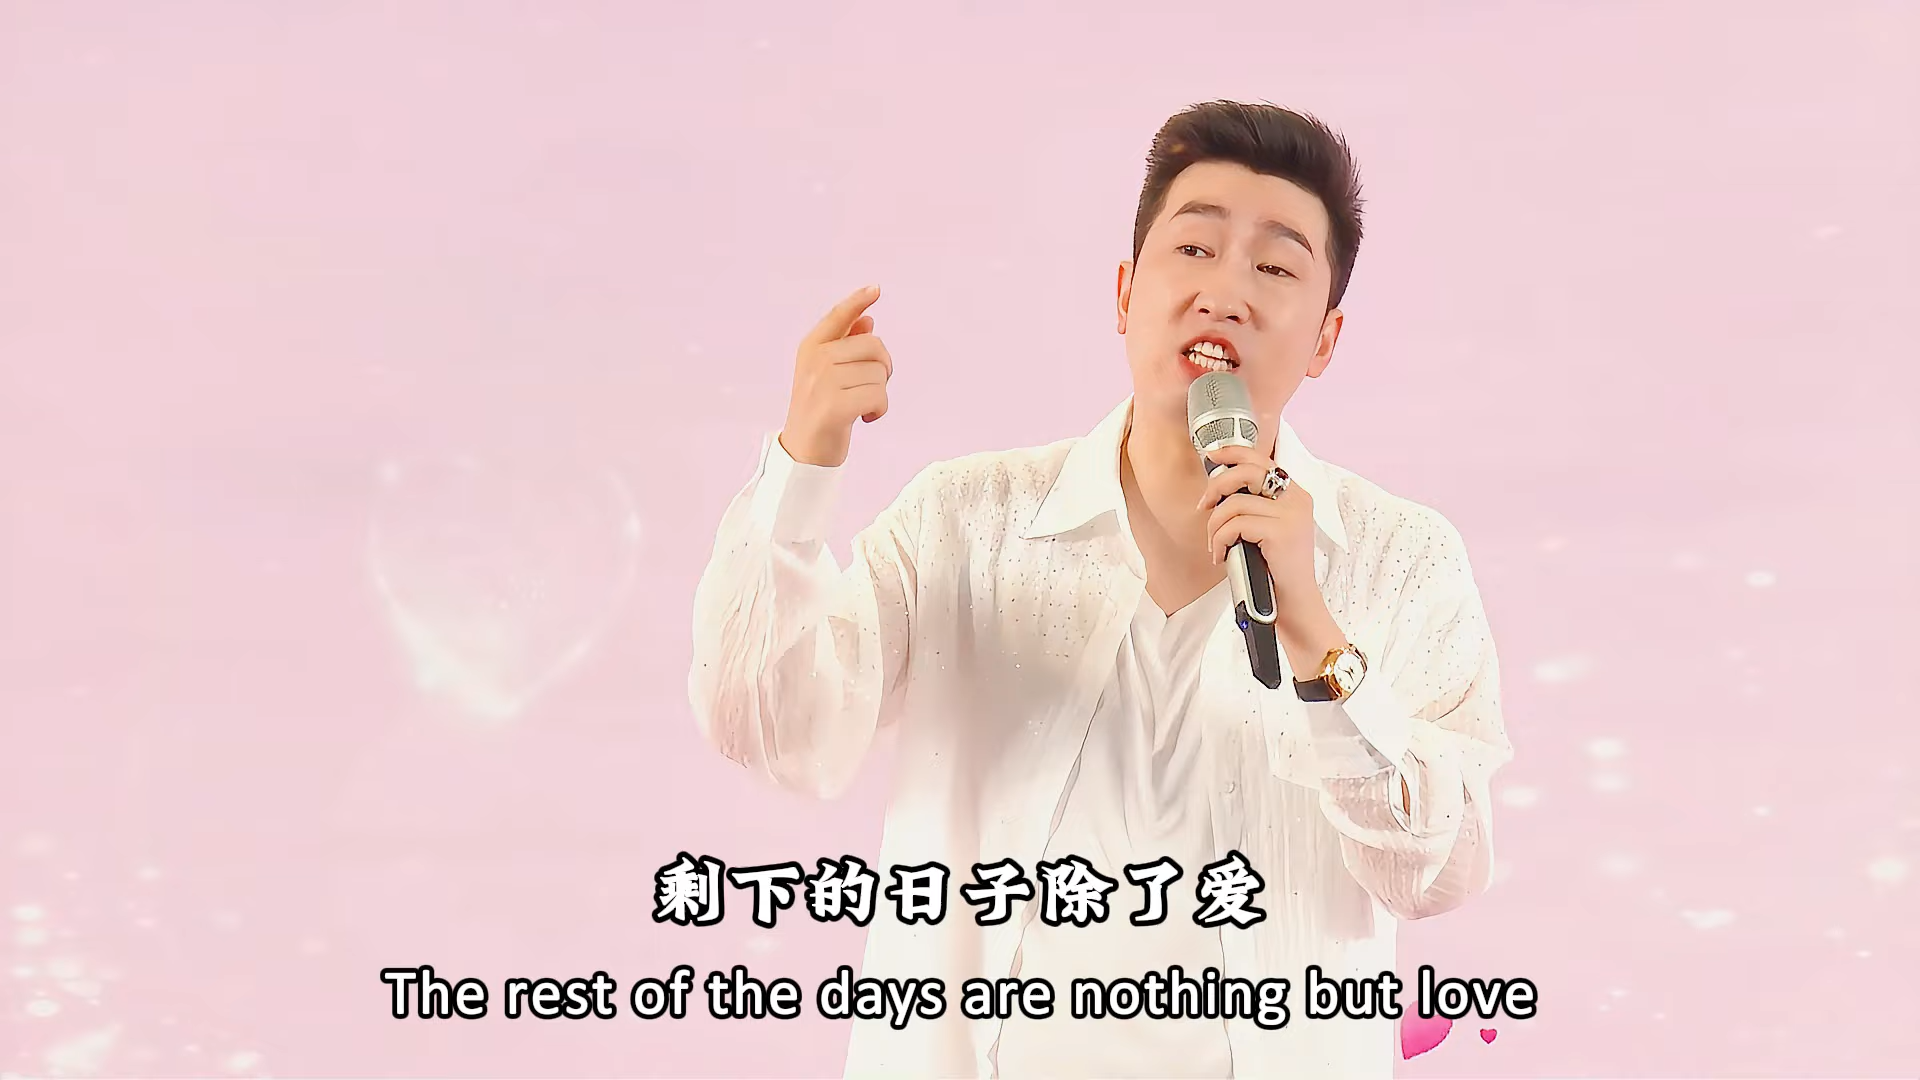 剩下的日子除了爱
The rest of the days are nothing but love